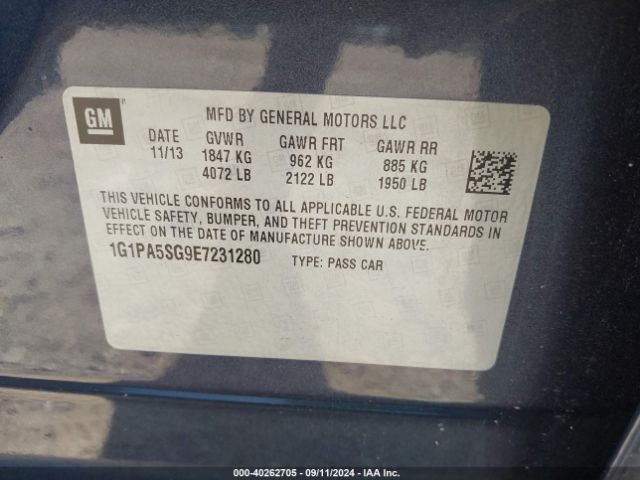 GM
MFD BY GENERAL MOTORS LLC
DATE GVWR GAWR FRT GAWR RR
11/13 1847 KG 962 KG 885 KG
4072 LB 2122 LB 1950 LB
THIS VEHICLE CONFORMS TO ALL APPLICABLE U.S. FEDERAL MOTOR
VEHICLE SAFETY, BUMPER, AND THEFT PREVENTION STANDARDS IN
EFFECT ON THE DATE OF MANUFACTURE SHOWN ABOVE.
1G1PA5SG9E7231280 TYPE: PASS CAR
000-40262705 - 09/11/2024 - IAA Inc.